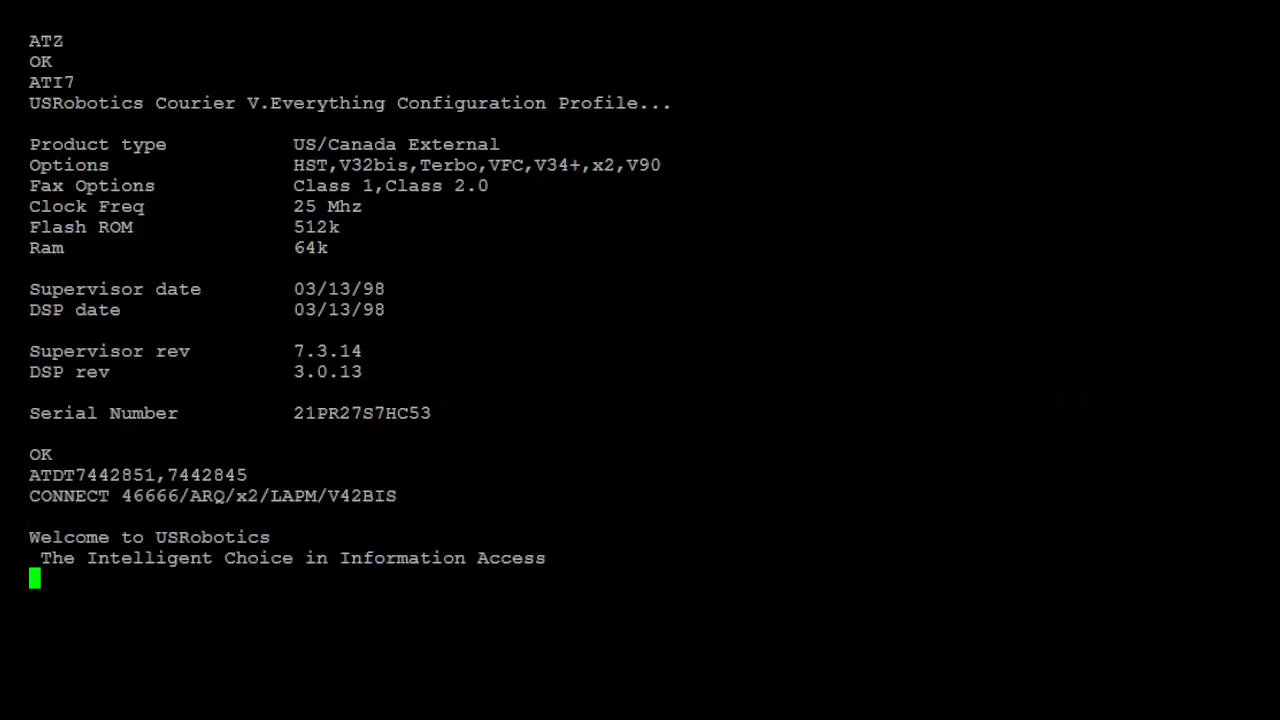 ATZ
OK
ATI7
USRobotics Courier V.Everything Configuration Profile...
Product type US/Canada External
Options HST,V32bis,Terbo,VFC,V34+,x2,V90
Fax Options Class 1,Class 2.0
Clock Freq 25 Mhz
Flash ROM 512k
Ram 64k
Supervisor date 03/13/98
DSP date 03/13/98
Supervisor rev 7.3.14
DSP rev 3.0.13
Serial Number 21PR27S7HC53
OK
ATDT7442851,7442845
CONNECT 46666/ARQ/x2/LAPM/V42BIS
Welcome to USRobotics
The Intelligent Choice in Information Access